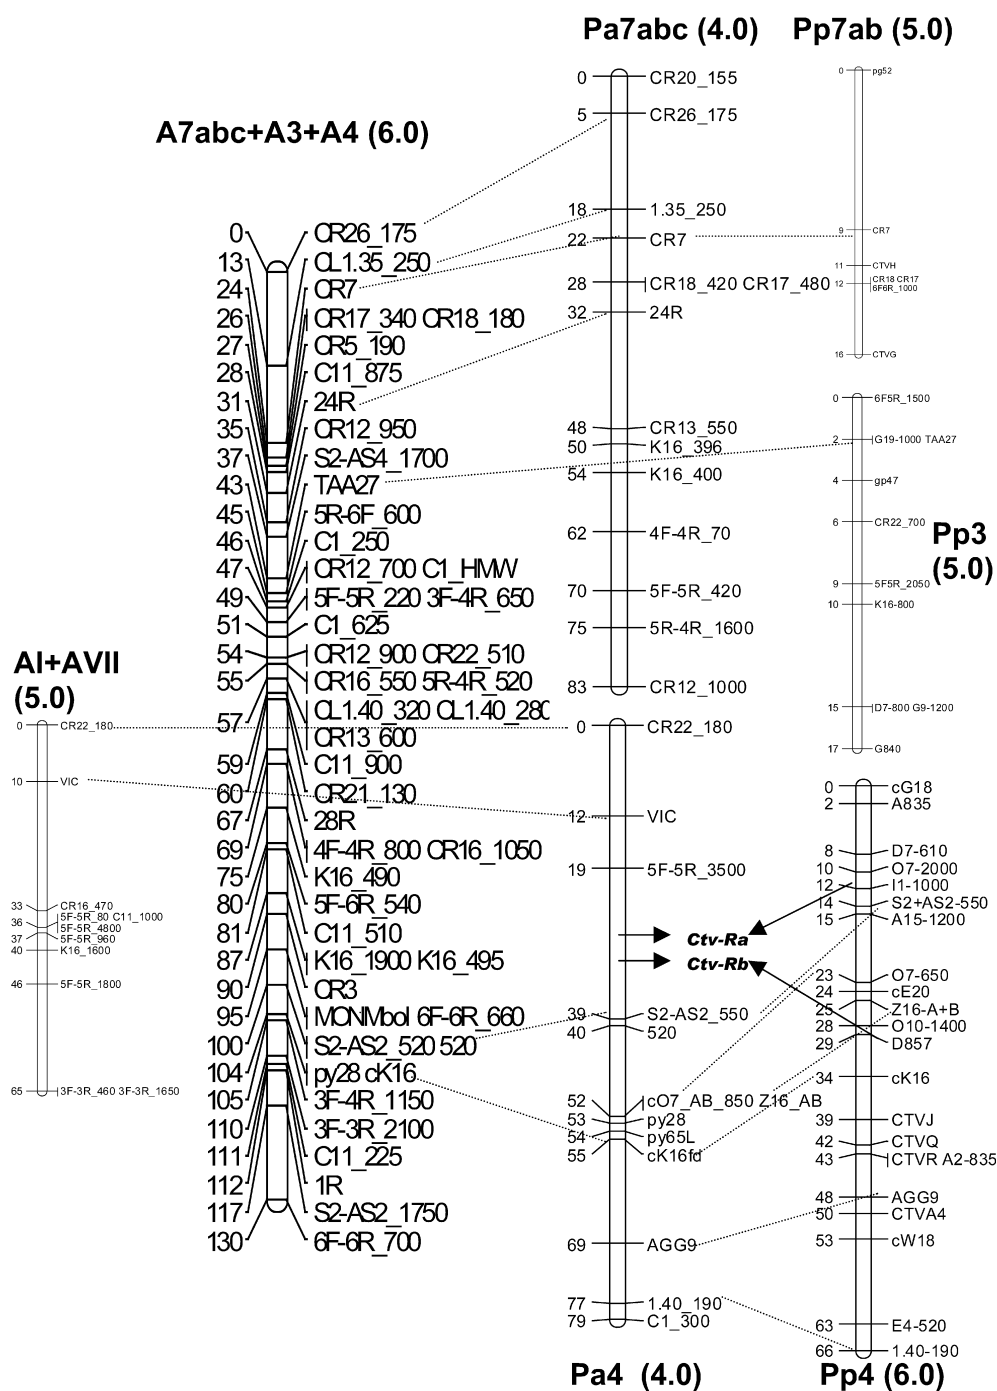 Pa7abc (4.0)
0 CR20_155
5 CR26_175
18 1.35_250
22 CR7
28 CR18_420 CR17_480
32 24R
48 CR13_550
50 K16_396
54 K16_400
62 4F-4R_70
70 5F-5R_420
75 5R-4R_1600
83 CR12_1000
Pp7ab (5.0)
0 pg52
9 CR7
11 CTVH
12 CR18 CR17
6F6R_1000
16 CTVG
A7abc+A3+A4 (6.0)
0 CR26_175
13 CL1.35_250
24 CR7
26 CR17_340 CR18_180
27 CR5_190
28 C11_875
31 24R
35 CR12_950
37 S2-AS4_1700
43 TAA27
45 5R-6F_600
46 C1_250
47 CR12_700 C1_HMW
49 5F-5R_220 3F-4R_650
51 C1_625
54 CR12_900 CR22_510
55 CR16_550 5R-4R_520
57 CL1.40_320 CL1.40_280
CR13_600
59 C11_900
60 CR21_130
67 28R
69 4F-4R_800 CR16_1050
75 K16_490
80 5F-6R_540
81 C11_510
87 K16_1900 K16_495
90 CR3
95 MONMbol 6F-6R_660
100 S2-AS2_520 520
104 py28 cK16
105 3F-4R_1150
110 3F-3R_2100
111 C11_225
112 1R
117 S2-AS2_1750
130 6F-6R_700
0 6F5R_1500
2 G19-1000 TAA27
4 gp47
6 CR22_700
9 5F5R_2050
10 K16-800
15 D7-800 G9-1200
17 G840
Pp3
(5.0)
AI+AVII
(5.0)
0 CR22_180
10 VIC
33 CR16_470
36 5F-5R_80 C11_1000
5F-5R_4800
37 5F-5R_960
40 K16_1600
46 5F-5R_1800
65 3F-3R_460 3F-3R_1650
0 CR22_180
12 VIC
19 5F-5R_3500
Ctv-Ra
Ctv-Rb
39 S2-AS2_550
40 520
52 cO7_AB_850 Z16_AB
53 py28
54 py65L
55 cK16fd
69 AGG9
77 1.40_190
79 C1_300
Pa4 (4.0)
0 cG18
2 A835
8 D7-610
10 O7-2000
12 I1-1000
14 S2+AS2-550
15 A15-1200
23 O7-650
24 cE20
25 Z16-A+B
28 O10-1400
29 D857
34 cK16
39 CTVJ
42 CTVQ
43 CTVR A2-835
48 AGG9
50 CTVA4
53 cW18
63 E4-520
66 1.40-190
Pp4 (6.0)